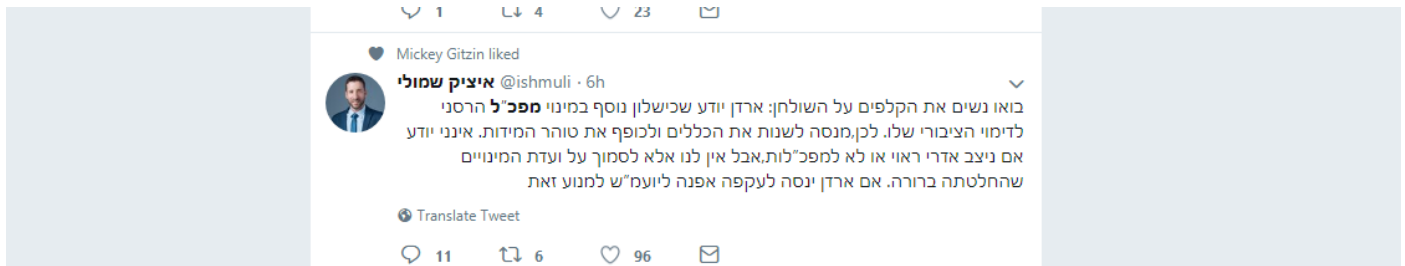 1 4 23
Mickey Gitzin liked
איציק שמולי @ishmuli · 6h
בואו נשים את הקלפים על השולחן: ארדן יודע שכישלון נוסף במינוי מפכ"ל הרסני
לדימוי הציבורי שלו. לכן,מנסה לשנות את הכללים ולכופף את טוהר המידות. אינני יודע
אם ניצב אדרי ראוי או לא למפכ"לות,אבל אין לנו אלא לסמוך על ועדת המינויים
שהחלטתה ברורה. אם ארדן ינסה לעקפה אפנה ליועמ"ש למנוע זאת
Translate Tweet
11 6 96